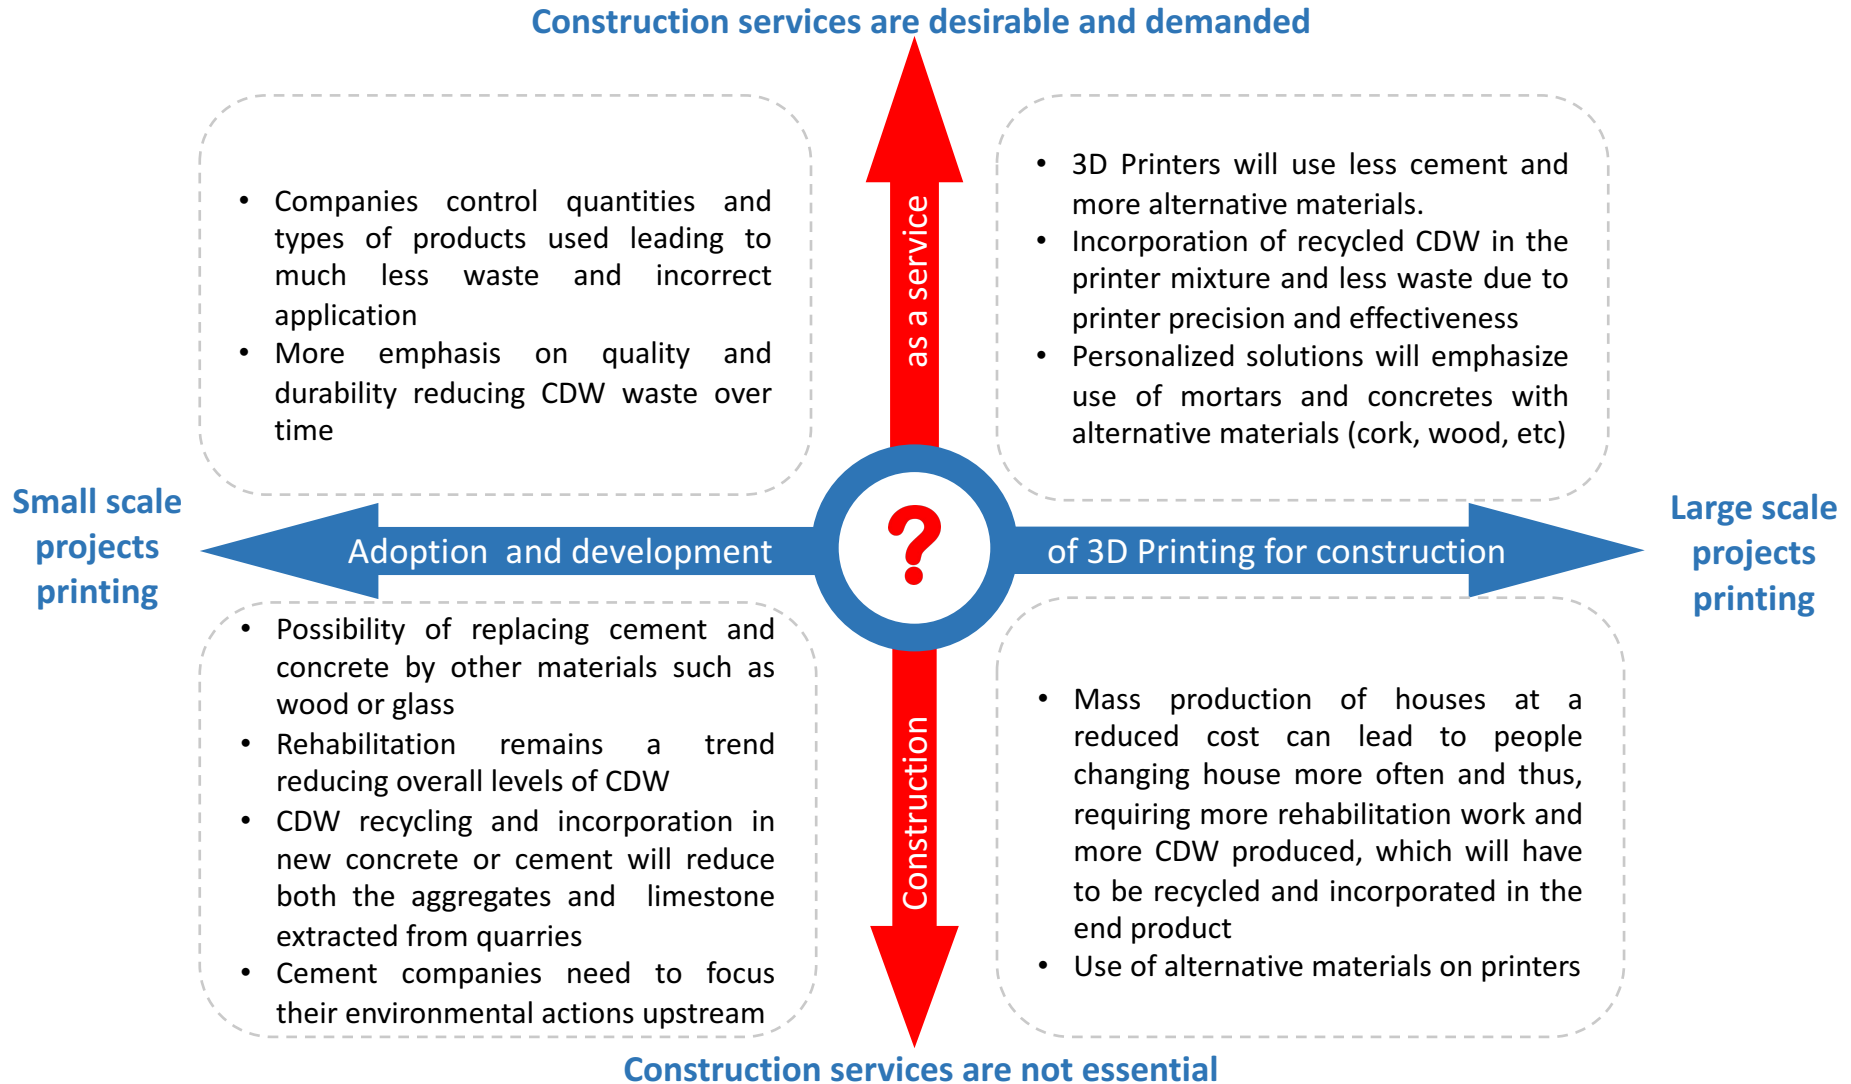 Construction services are desirable and demanded
• Companies control quantities and
types of products used leading to
much less waste and incorrect
application
• More emphasis on quality and
durability reducing CDW waste over
time
as a service
• 3D Printers will use less cement and
more alternative materials.
• Incorporation of recycled CDW in the
printer mixture and less waste due to
printer precision and effectiveness
• Personalized solutions will emphasize
use of mortars and concretes with
alternative materials (cork, wood, etc)
Small scale
projects
printing
Adoption and development
?
of 3D Printing for construction
Large scale
projects
printing
• Possibility of replacing cement and
concrete by other materials such as
wood or glass
• Rehabilitation remains a trend
reducing overall levels of CDW
• CDW recycling and incorporation in
new concrete or cement will reduce
both the aggregates and limestone
extracted from quarries
• Cement companies need to focus
their environmental actions upstream
Construction
• Mass production of houses at a
reduced cost can lead to people
changing house more often and thus,
requiring more rehabilitation work and
more CDW produced, which will have
to be recycled and incorporated in the
end product
• Use of alternative materials on printers
Construction services are not essential